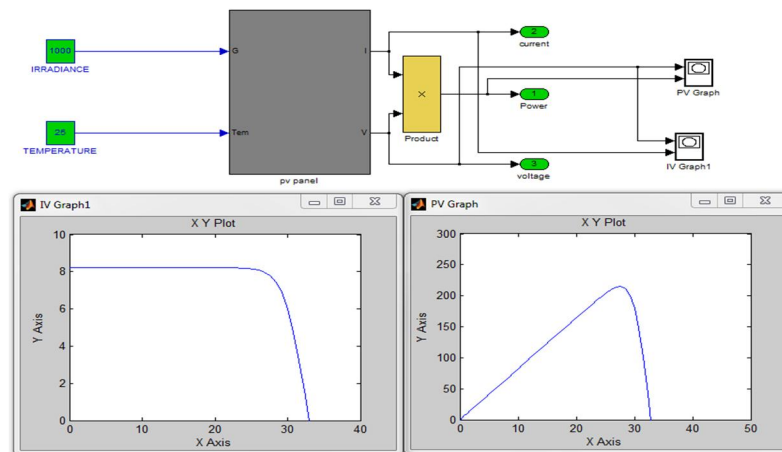 1000
IRRADIANCE
25
TEMPERATURE
G
Tem
I
V
pv panel
X
Product
2
current
1
Power
3
voltage
PV Graph
IV Graph1
IV Graph1
X Y Plot
10
8
6
4
2
0
Y Axis
0 10 20 30 40
X Axis
PV Graph
X Y Plot
300
250
200
150
100
50
0
Y Axis
0 10 20 30 40 50
X Axis